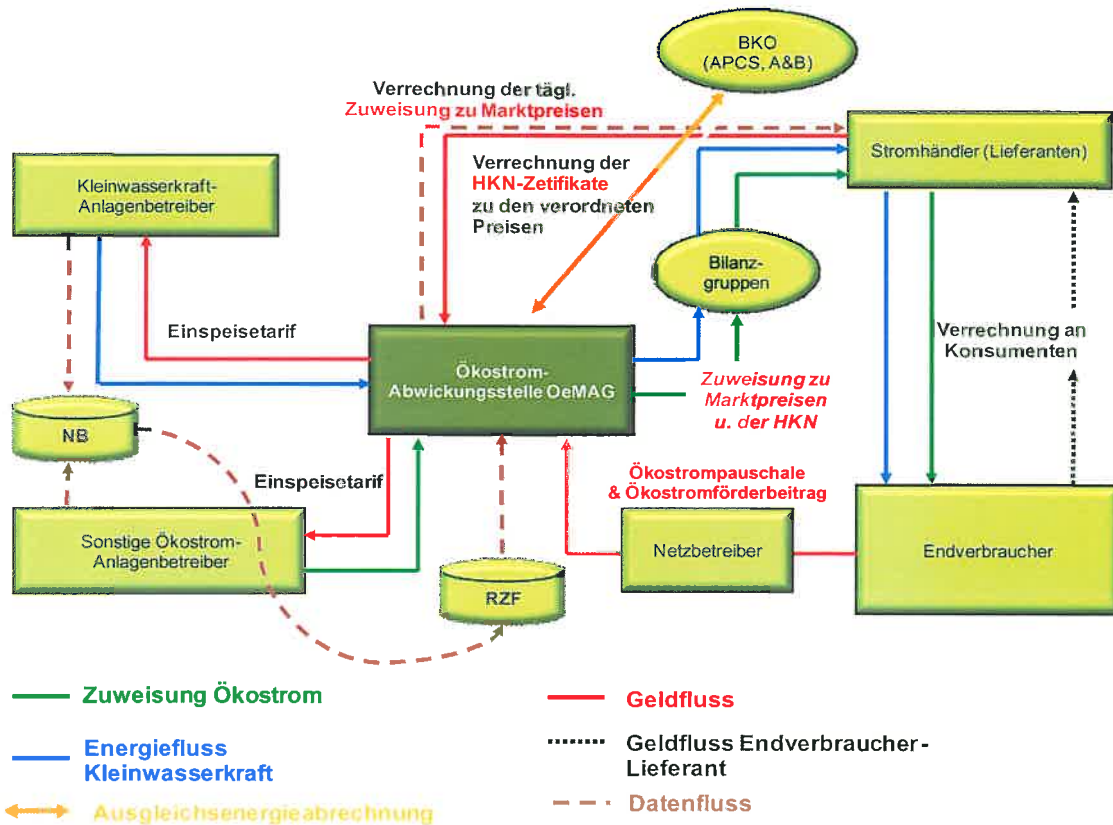 BKO
(APCS, A&B)
Verrechnung der tägl.
Zuweisung zu Marktpreisen
Stromhändler (Lieferanten)
Kleinwasserkraft-
Anlagenbetreiber
Verrechnung der
HKN-Zetifikate
zu den verordneten
Preisen
Bilanz-
gruppen
Einspeisetarif
Ökostrom-
Abwickungsstelle OeMAG
Verrechnung an
Konsumenten
Zuweisung zu
Marktpreisen
u. der HKN
NB
Einspeisetarif
Ökostrompauschale
& Ökostromförderbeitrag
Sonstige Ökostrom-
Anlagenbetreiber
Netzbetreiber
Endverbraucher
RZF
Zuweisung Ökostrom
Geldfluss
Energiefluss
Kleinwasserkraft
Geldfluss Endverbraucher-
Lieferant
Ausgleichsenergieabrechnung
Datenfluss